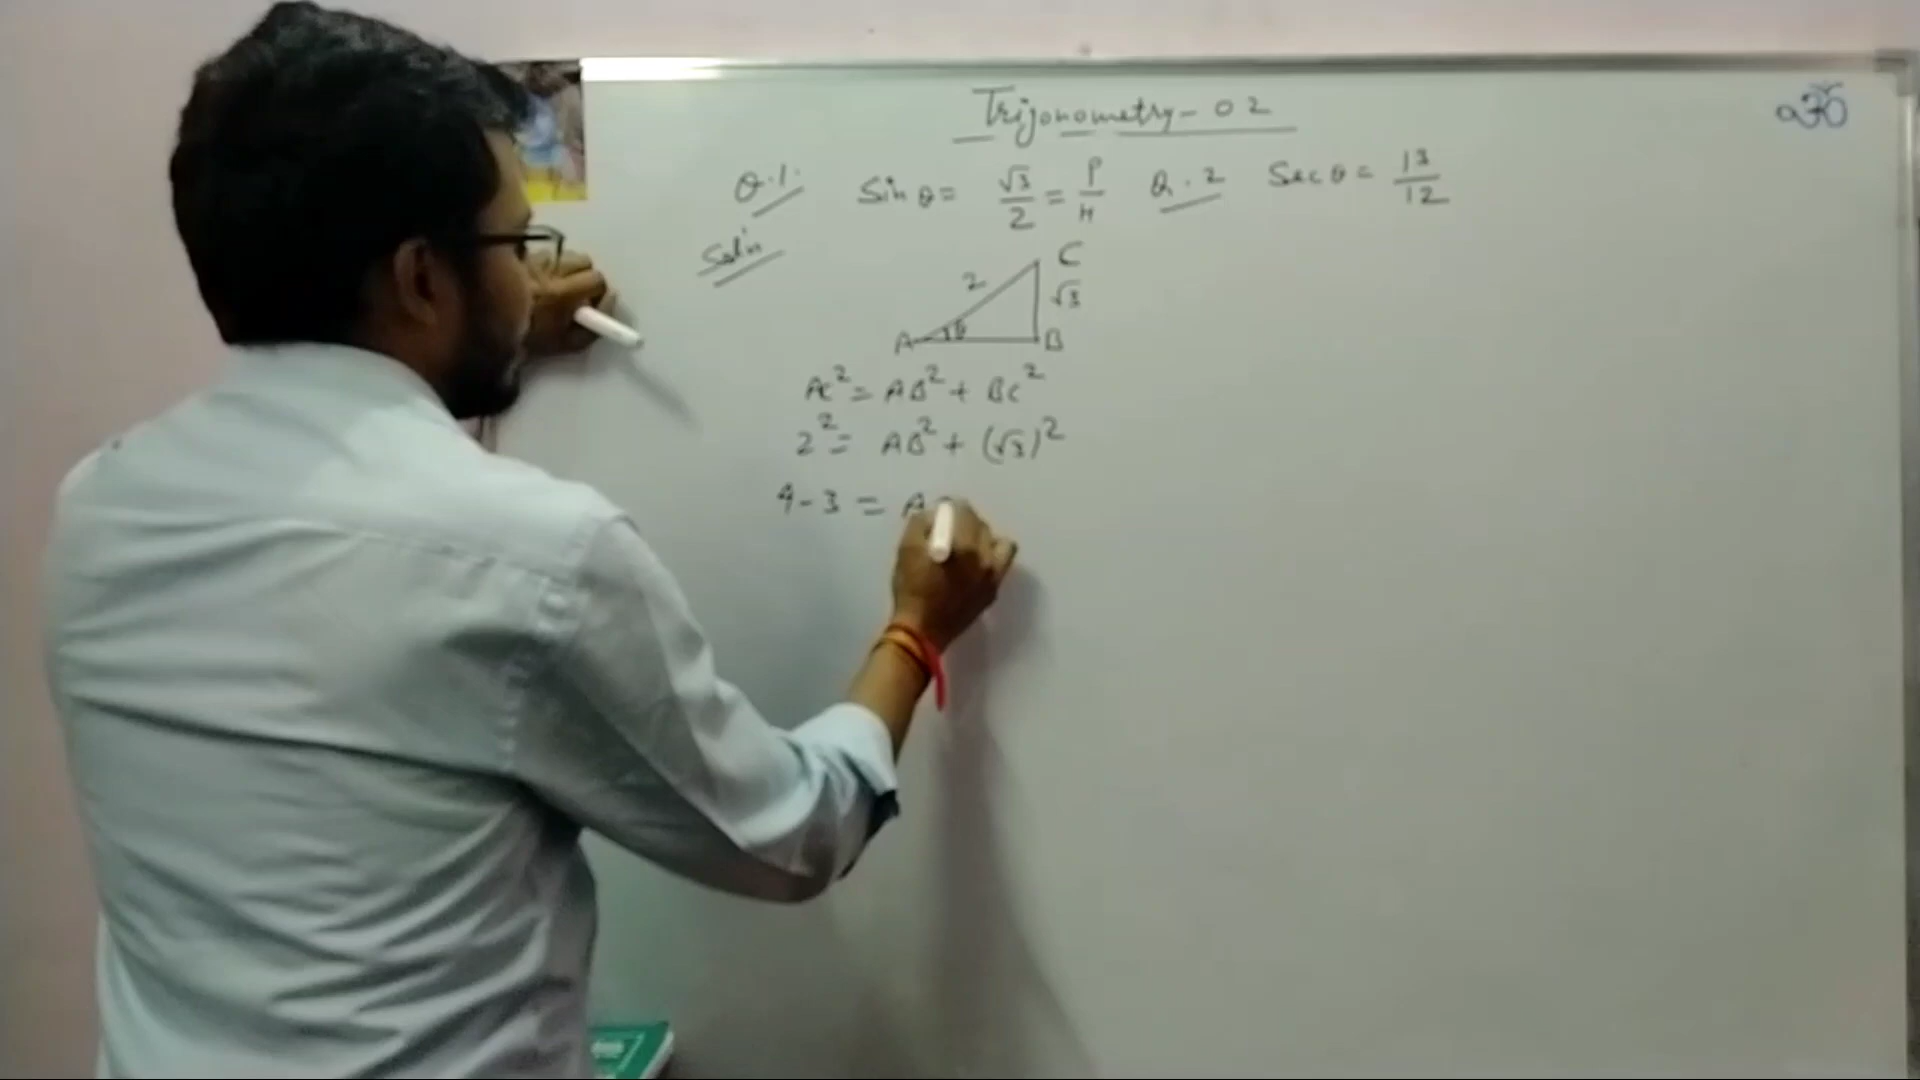 Trigonometry - 02
ॐ
Q.1. Sin θ = √3/2 = P/H
Q.2 Sec θ = 13/12
Sol'n
C
2 √3
A θ B
AC² = AB² + BC²
2² = AB² + (√3)²
4 - 3 = A